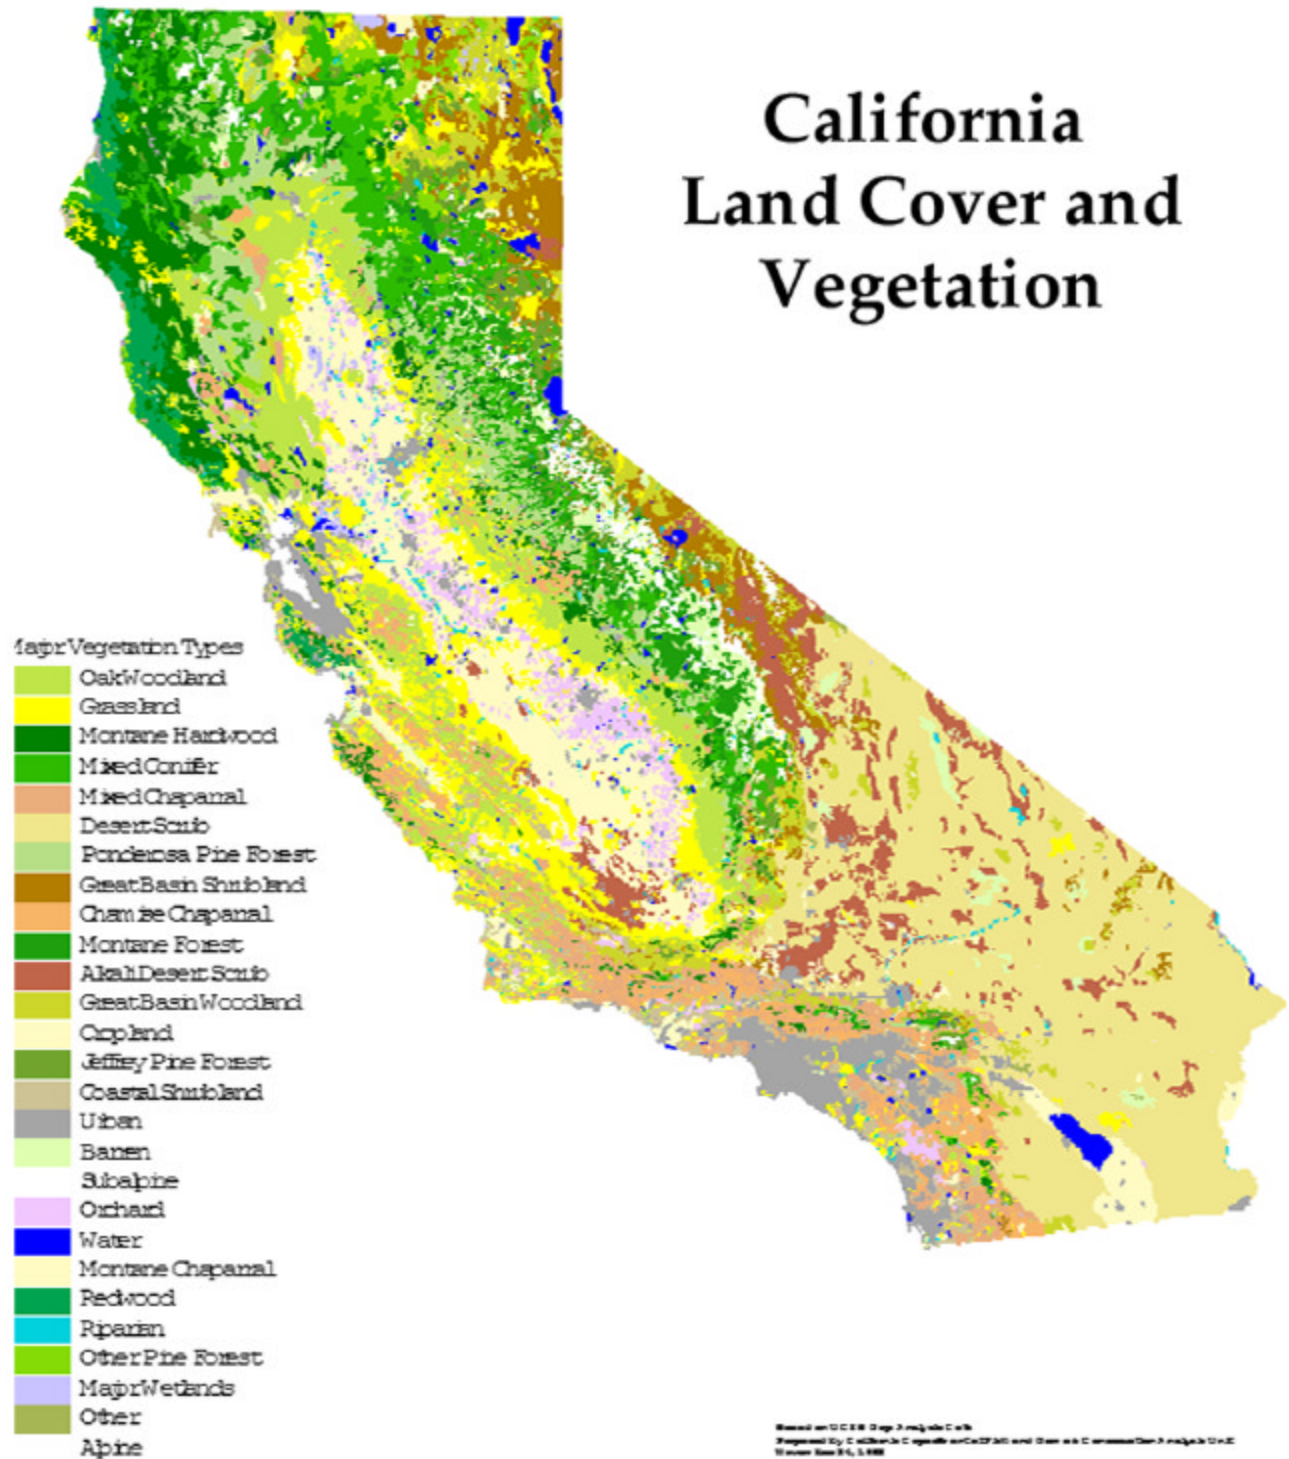 California
Land Cover and
Vegetation
Major Vegetation Types
Oak Woodland
Grassland
Montane Hardwood
Mixed Conifer
Mixed Chaparral
Desert Scrub
Ponderosa Pine Forest
Great Basin Shrubland
Chamise Chaparral
Montane Forest
Alkali Desert Scrub
Great Basin Woodland
Cropland
Jeffrey Pine Forest
Coastal Shrubland
Urban
Barren
Subalpine
Orchard
Water
Montane Chaparral
Redwood
Riparian
Other Pine Forest
Major Wetlands
Other
Alpine